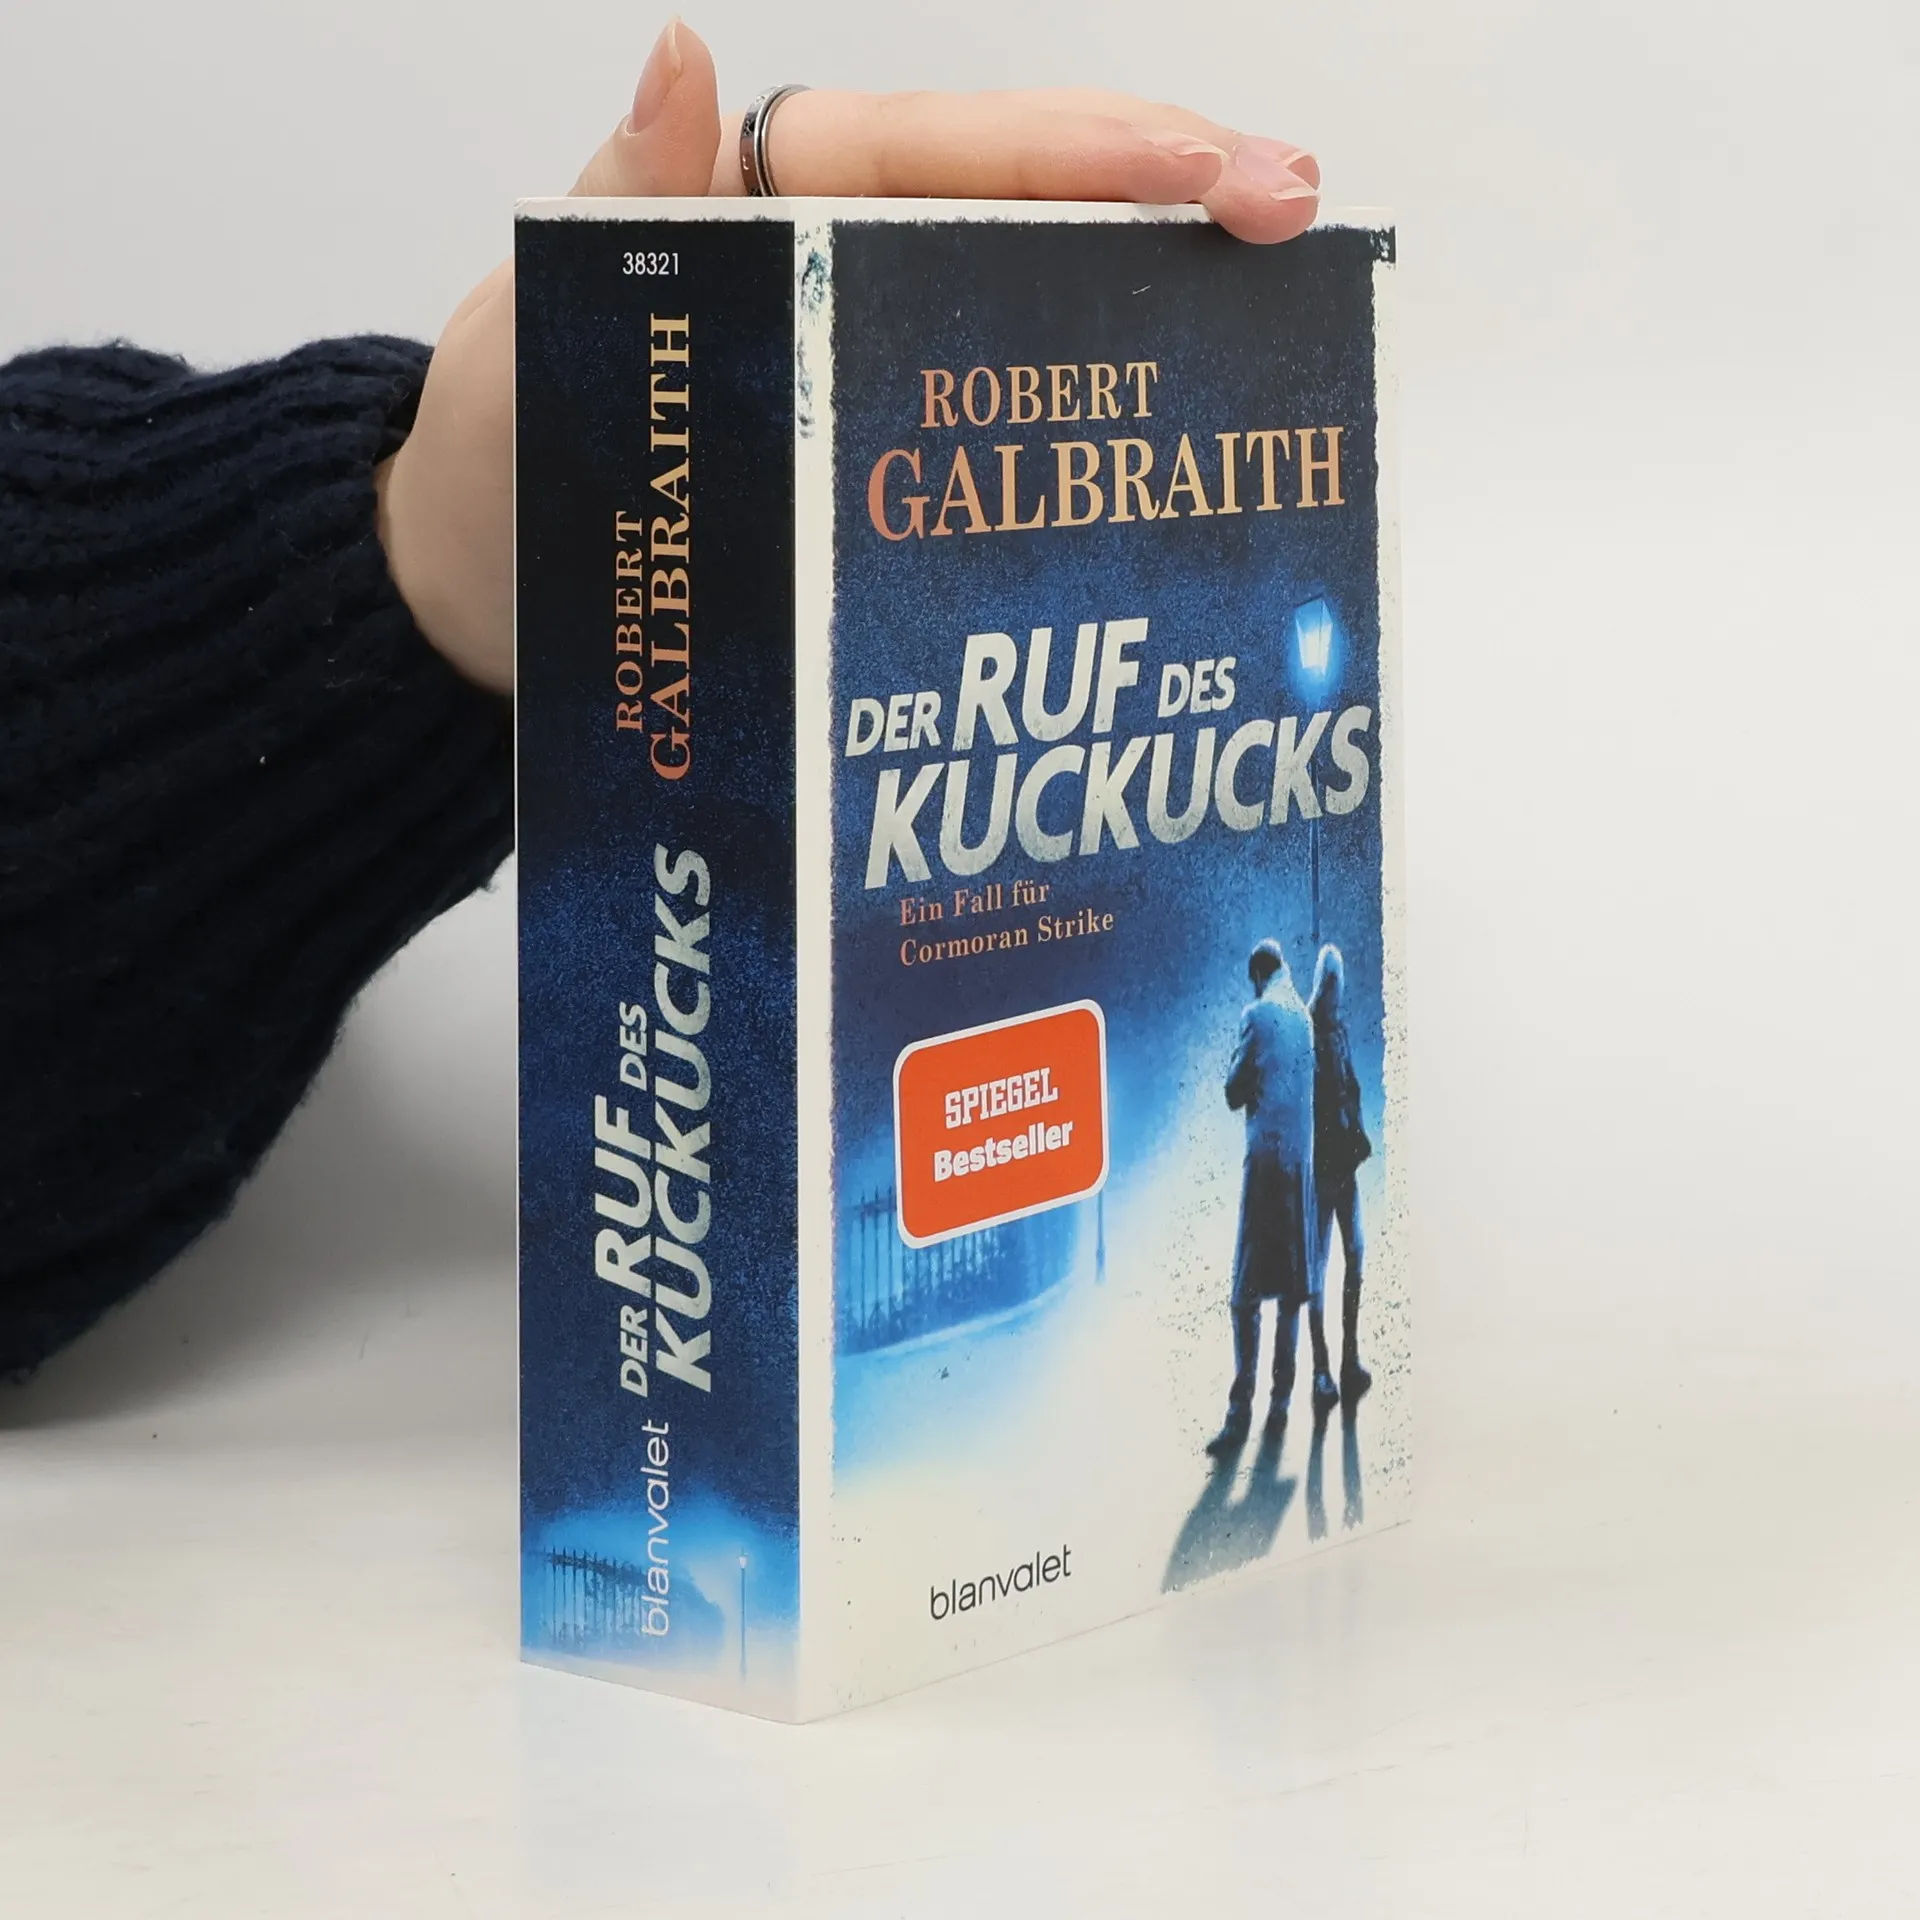 38321
ROBERT
GALBRAITH
DER RUF DES
KUCKUCKS
blanvalet
ROBERT
GALBRAITH
DER RUF DES
KUCKUCKS
Ein Fall für
Cormoran Strike
SPIEGEL
Bestseller
blanvalet